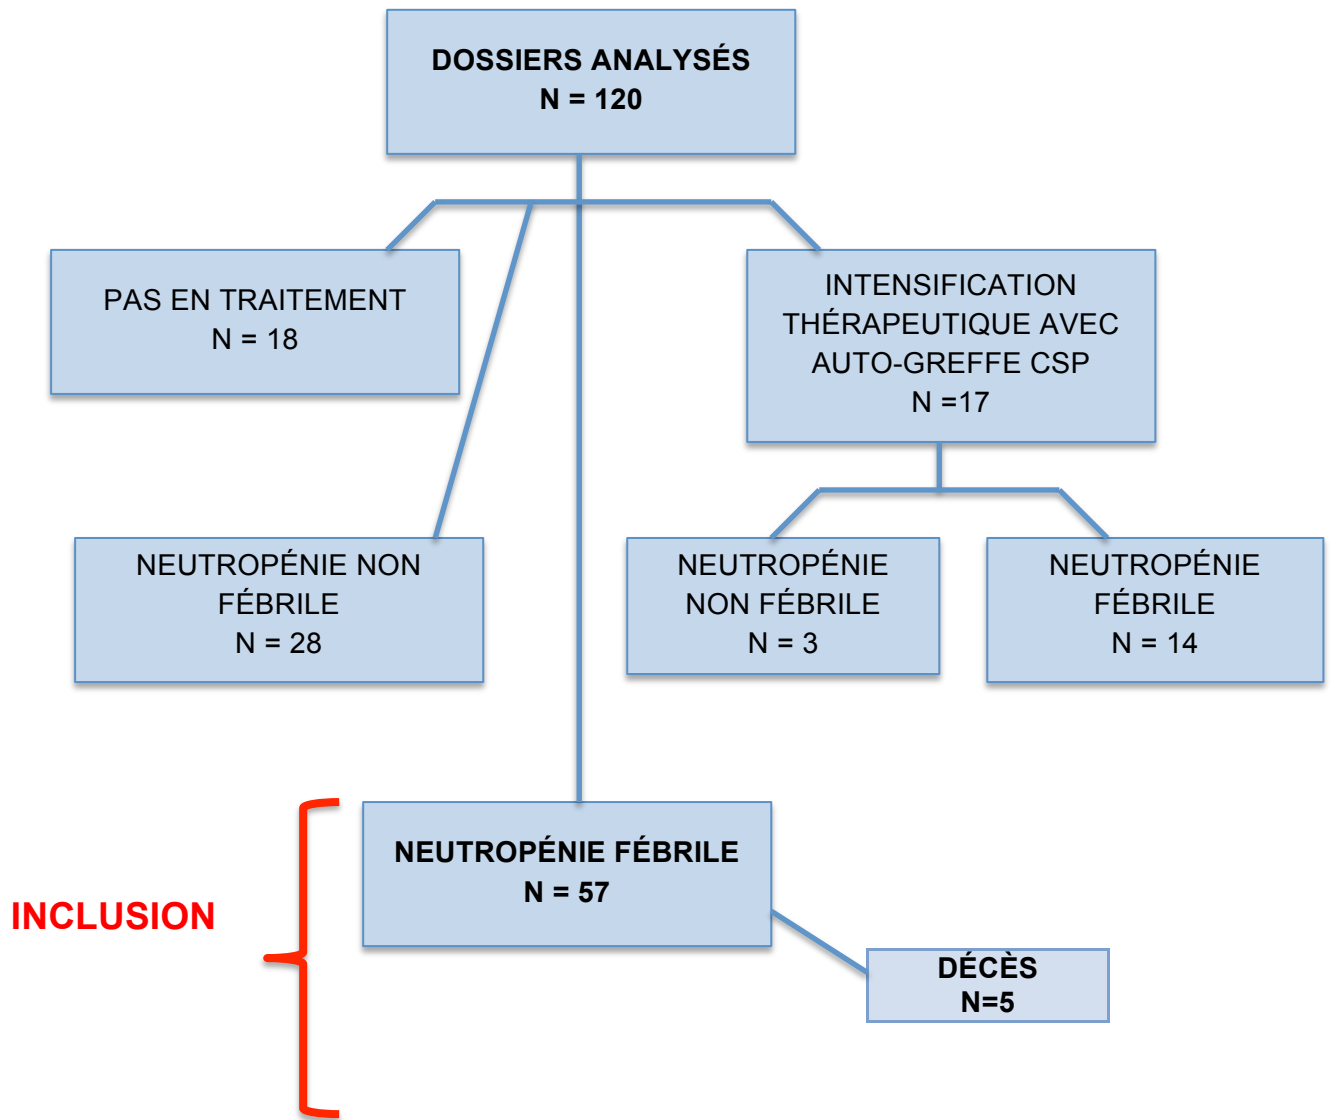 DOSSIERS ANALYSÉS
N = 120
PAS EN TRAITEMENT
N = 18
INTENSIFICATION
THÉRAPEUTIQUE AVEC
AUTO-GREFFE CSP
N =17
NEUTROPÉNIE NON
FÉBRILE
N = 28
NEUTROPÉNIE
NON FÉBRILE
N = 3
NEUTROPÉNIE
FÉBRILE
N = 14
NEUTROPÉNIE FÉBRILE
N = 57
INCLUSION
DÉCÈS
N=5